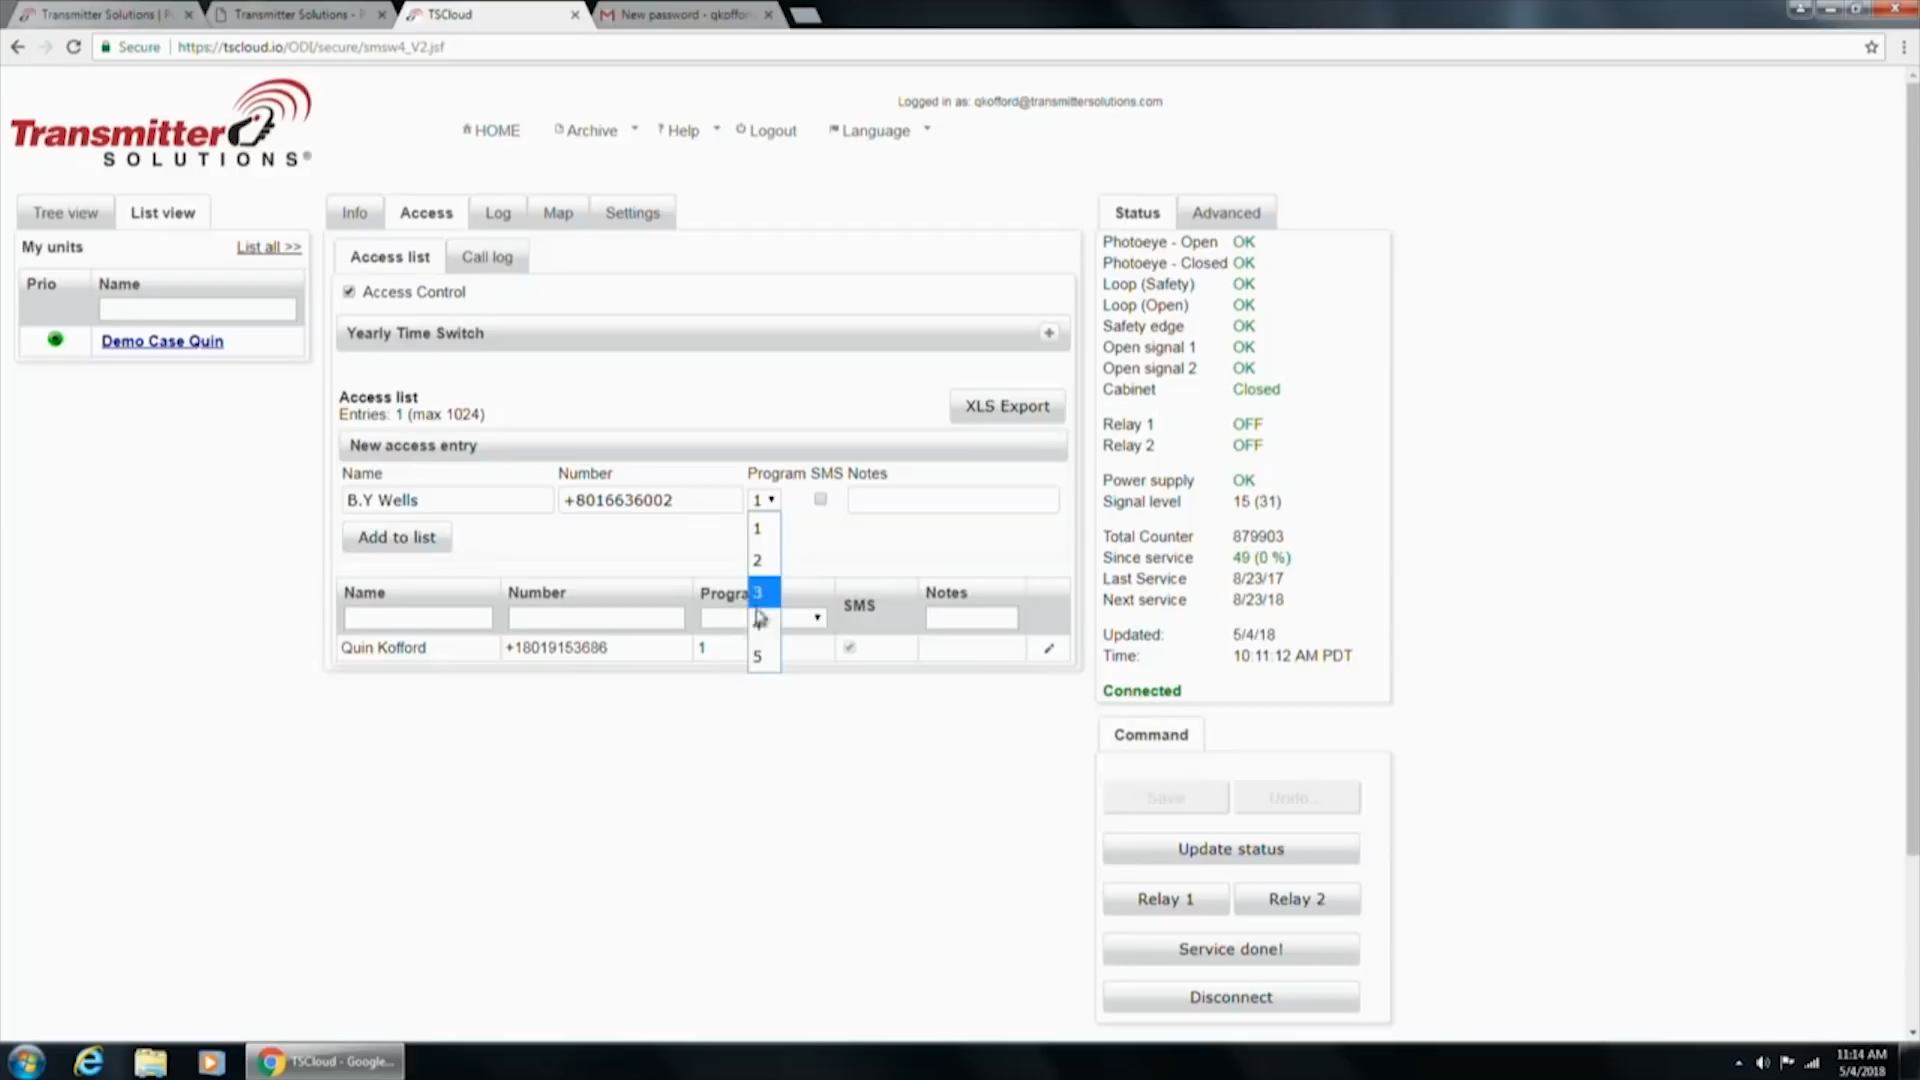 Transmitter Solutions | P
Transmitter Solutions - P
TSCloud
New password - qkoffor
Secure
https://tscloud.io/ODI/secure/smsw4_V2.jsf
Transmitter
SOLUTIONS®
Logged in as: qkofford@transmittersolutions.com
HOME Archive ? Help Logout Language
Tree view List view
My units List all >>
Prio Name
Demo Case Quin
Info Access Log Map Settings
Access list Call log
Access Control
Yearly Time Switch +
Access list
Entries: 1 (max 1024)
XLS Export
New access entry
Name Number Program SMS Notes
B.Y Wells +8016636002 1
1
2
3
4
5
Add to list
Name Number Progra SMS Notes
Quin Kofford +18019153686 1
Status Advanced
Photoeye - Open OK
Photoeye - Closed OK
Loop (Safety) OK
Loop (Open) OK
Safety edge OK
Open signal 1 OK
Open signal 2 OK
Cabinet Closed
Relay 1 OFF
Relay 2 OFF
Power supply OK
Signal level 15 (31)
Total Counter 879903
Since service 49 (0 %)
Last Service 8/23/17
Next service 8/23/18
Updated: 5/4/18
Time: 10:11:12 AM PDT
Connected
Command
Save Undo...
Update status
Relay 1 Relay 2
Service done!
Disconnect
TSCloud - Google...
11:14 AM
5/4/2018